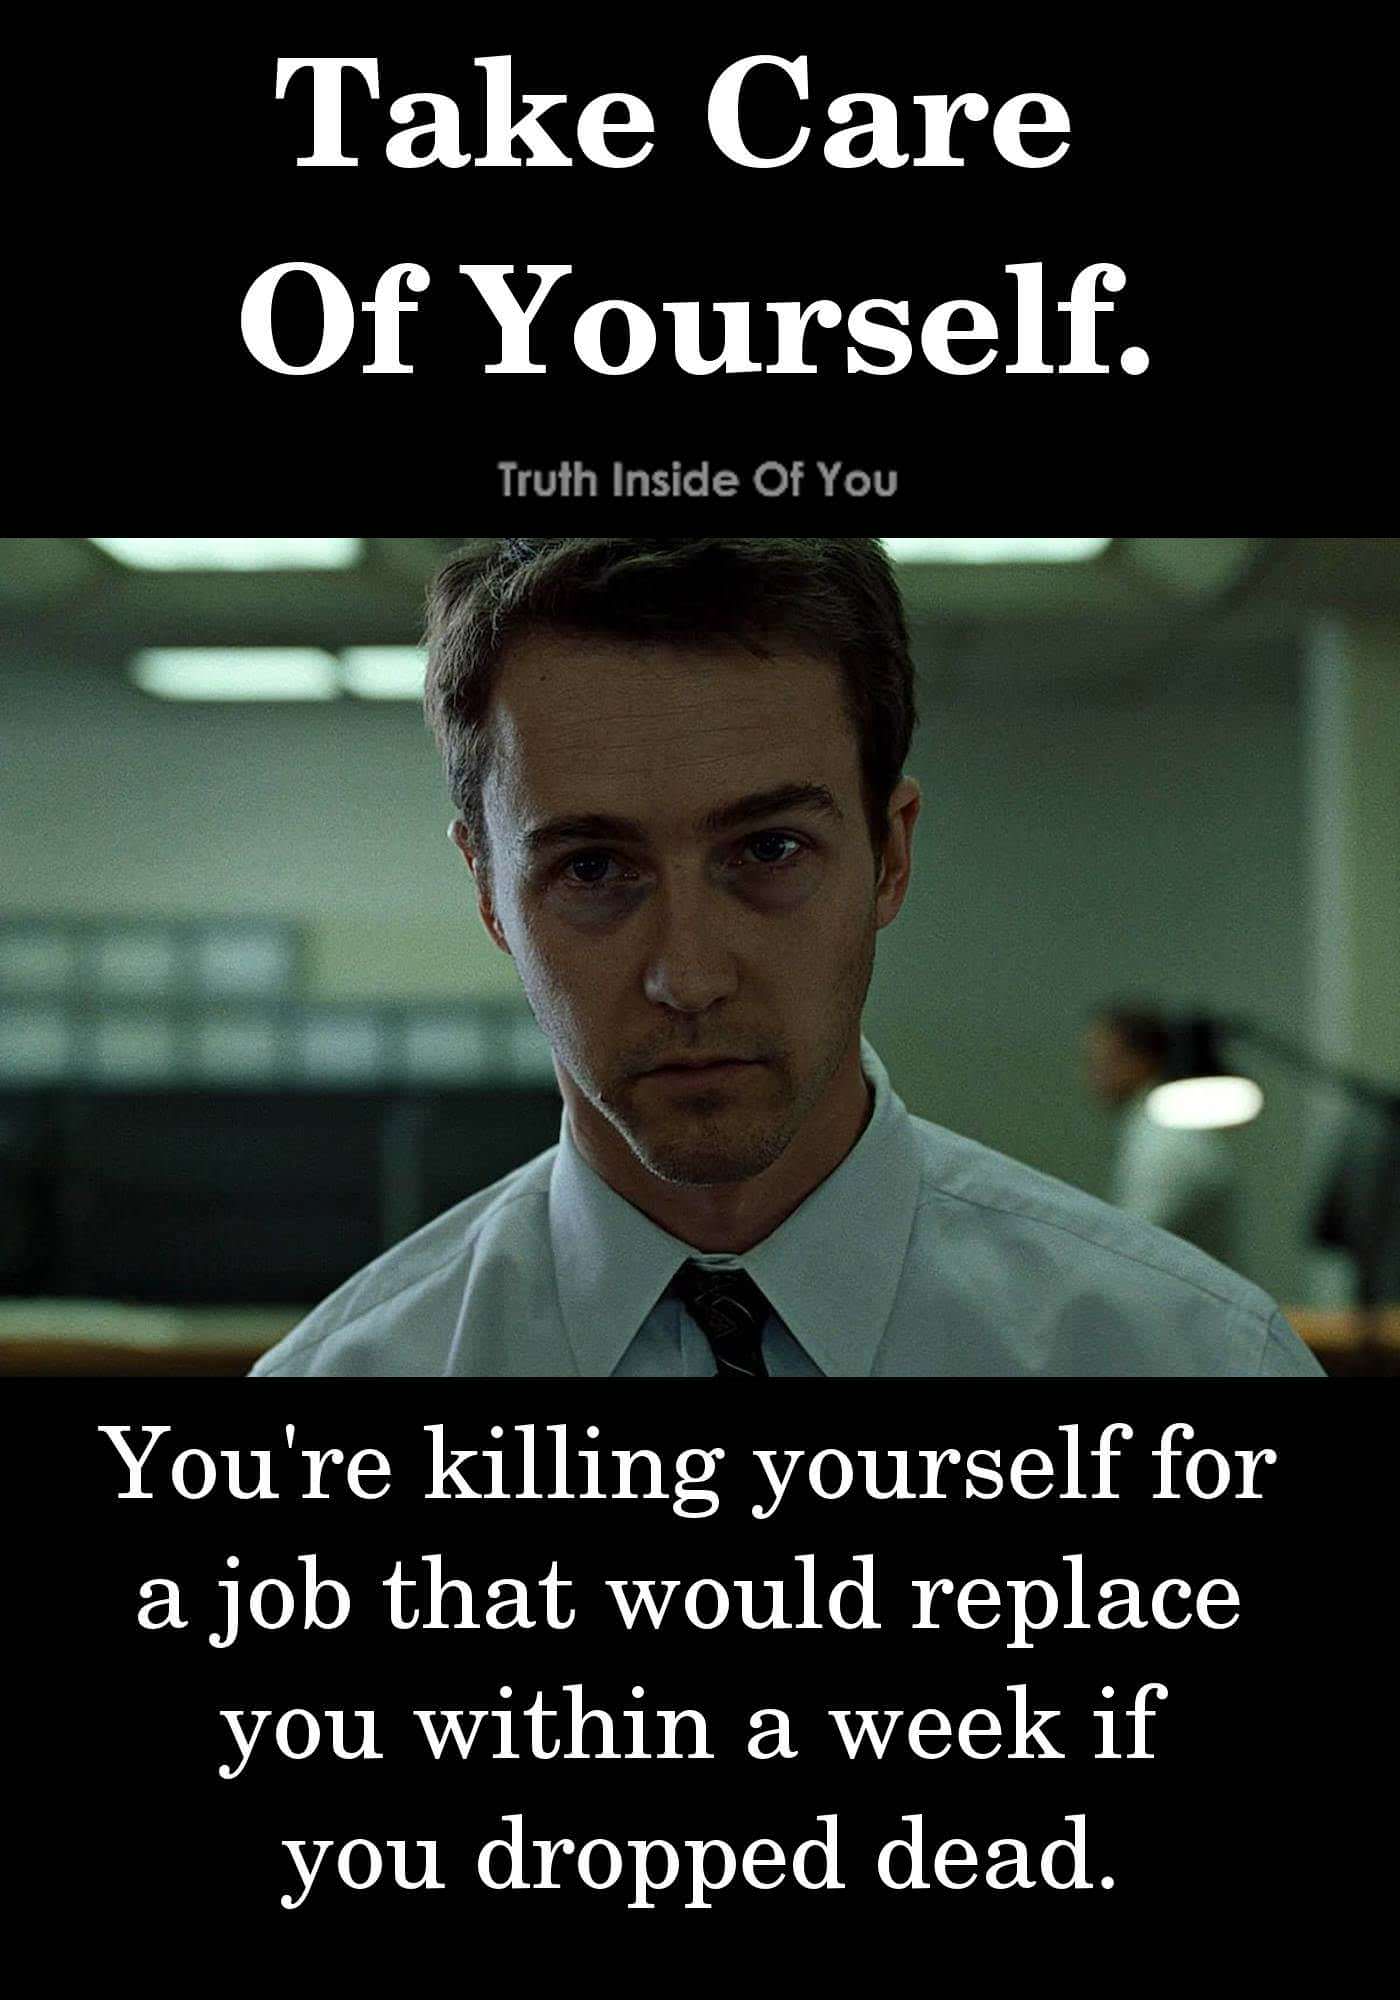 Take Care
Of Yourself.
Truth Inside Of You
You're killing yourself for
a job that would replace
you within a week if
you dropped dead.